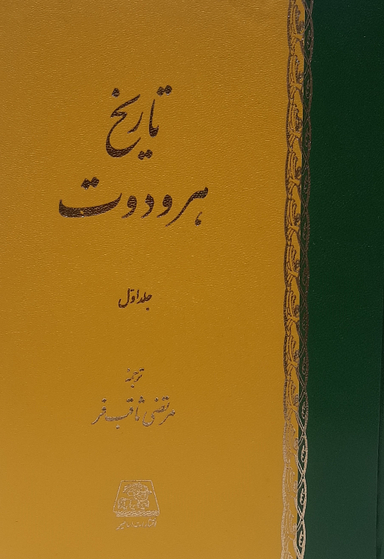 تاریخ
هرودوت
جلد اول
ترجمهٔ
مرتضی ثاقب‌فر